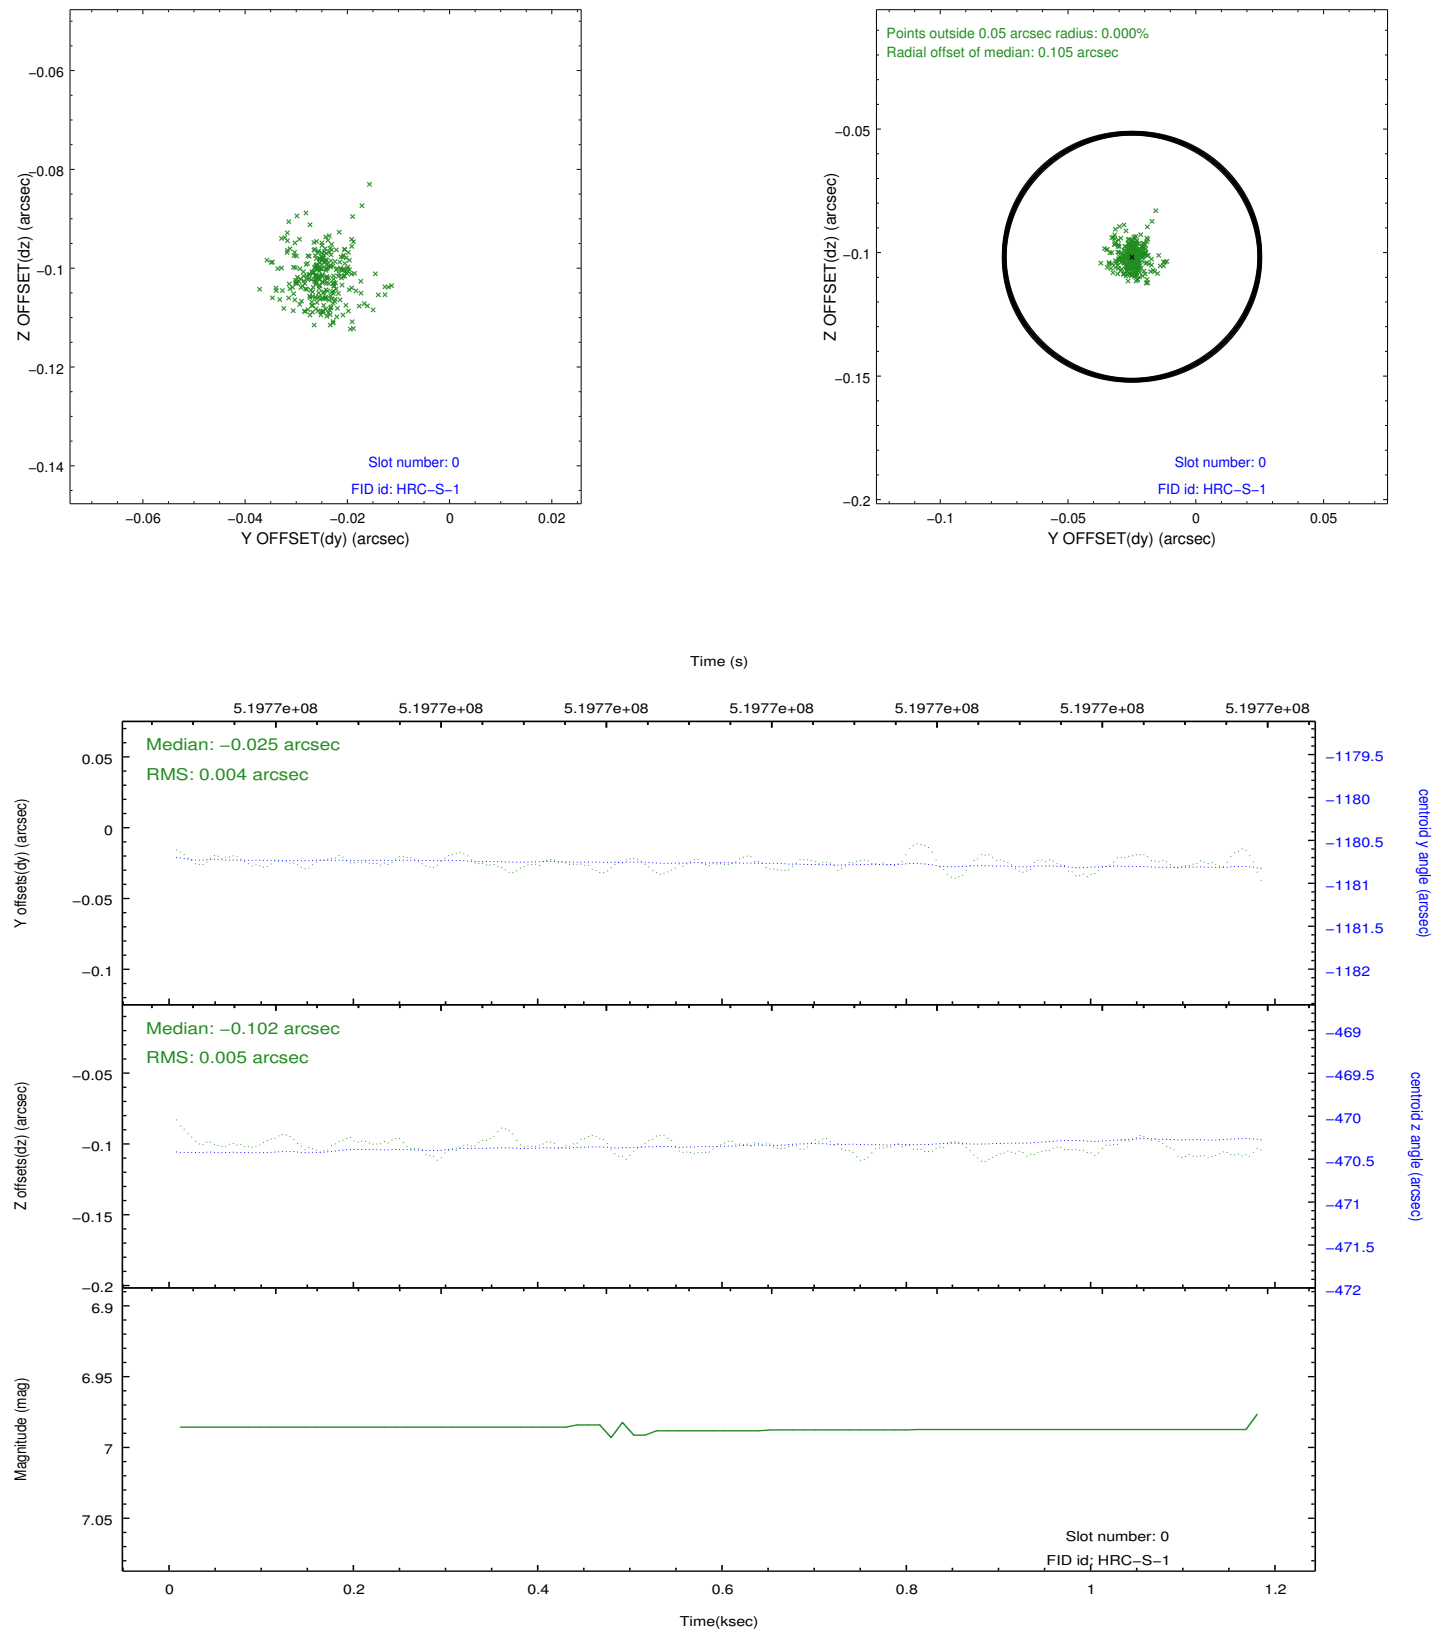 −0.06
−0.08
−0.1
−0.12
−0.14
Z OFFSET(dz) (arcsec)
Slot number: 0
FID id: HRC−S−1
−0.06 −0.04 −0.02 0 0.02
Y OFFSET(dy) (arcsec)
Points outside 0.05 arcsec radius: 0.000%
Radial offset of median: 0.105 arcsec
−0.05
−0.1
−0.15
−0.2
Z OFFSET(dz) (arcsec)
Slot number: 0
FID id: HRC−S−1
−0.1 −0.05 0 0.05
Y OFFSET(dy) (arcsec)
Time (s)
5.1977e+08 5.1977e+08 5.1977e+08 5.1977e+08 5.1977e+08 5.1977e+08 5.1977e+08
Median: −0.025 arcsec
RMS: 0.004 arcsec
0.05
0
−0.05
−0.1
Y offsets(dy) (arcsec)
−1179.5
−1180
−1180.5
−1181
−1181.5
−1182
centroid y angle (arcsec)
Median: −0.102 arcsec
RMS: 0.005 arcsec
−0.05
−0.1
−0.15
−0.2
Z offsets(dz) (arcsec)
−469
−469.5
−470
−470.5
−471
−471.5
−472
centroid z angle (arcsec)
6.9
6.95
7
7.05
Magnitude (mag)
Slot number: 0
FID id: HRC−S−1
0 0.2 0.4 0.6 0.8 1 1.2
Time(ksec)